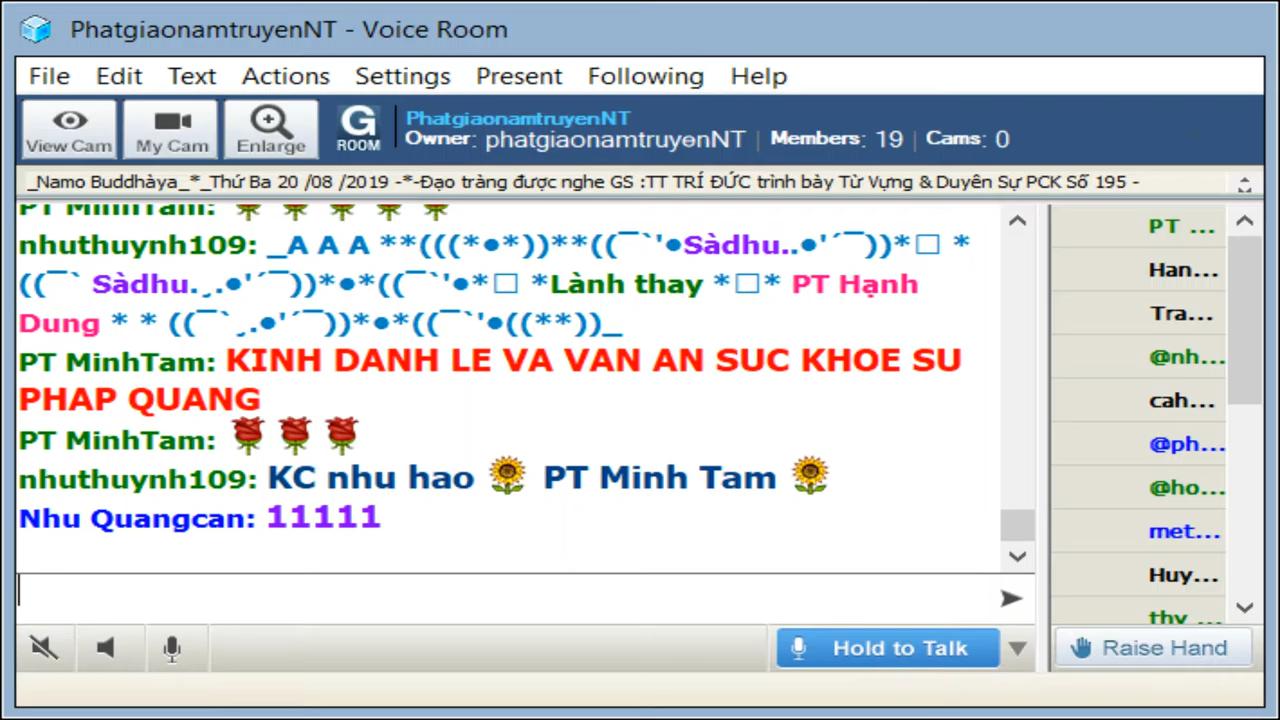 PhatgiaonamtruyenNT - Voice Room
File Edit Text Actions Settings Present Following Help
View Cam My Cam Enlarge G ROOM
PhatgiaonamtruyenNT
Owner: phatgiaonamtruyenNT | Members: 19 | Cams: 0
_Namo Buddhàya_*_Thứ Ba 20 /08 /2019 -*-Đạo tràng được nghe GS :TT TRÍ ĐỨC trình bày Từ Vựng & Duyên Sự PCK Số 195 -
PT MinhTam:
nhuthuynh109: _A A A **(((*●*))**((¯`'●Sàdhu..●'´¯))*□ *
((¯` Sàdhu.¸.●'´¯))*●*((¯`'●*□ *Lành thay *□* PT Hạnh
Dung * * ((¯`¸.●'´¯))*●*((¯`'●((**))_
PT MinhTam: KINH DANH LE VA VAN AN SUC KHOE SU
PHAP QUANG
PT MinhTam: 🌹🌹🌹
nhuthuynh109: KC nhu hao 🌻 PT Minh Tam 🌻
Nhu Quangcan: 11111
PT ...
Han...
Tra...
@nh...
cah...
@ph...
@ho...
met...
Huy...
thy ...
Hold to Talk
Raise Hand